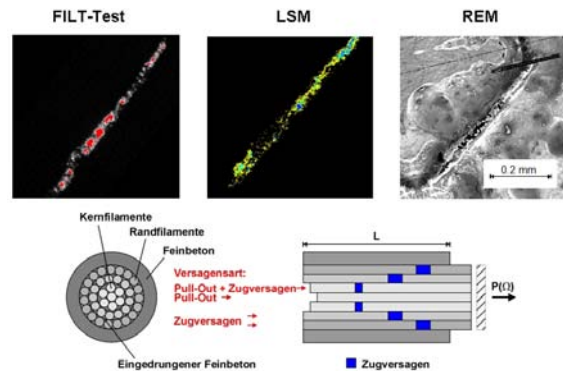 FILT-Test
LSM
REM
0.2 mm
Kernfilamente
Randfilamente
Feinbeton
Versagensart:
Pull-Out + Zugversagen
Pull-Out
Zugversagen
Eingedrungener Feinbeton
L
P(Ω)
Zugversagen